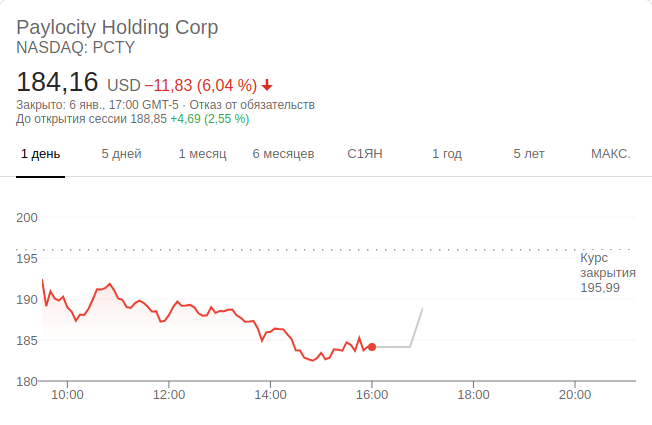 Paylocity Holding Corp
NASDAQ: PCTY
184,16 USD −11,83 (6,04 %)
Закрыто: 6 янв., 17:00 GMT-5 · Отказ от обязательств
До открытия сессии 188,85 +4,69 (2,55 %)
1 день 5 дней 1 месяц 6 месяцев С1ЯН 1 год 5 лет МАКС.
200
195
190
185
180
Курс
закрытия
195,99
10:00 12:00 14:00 16:00 18:00 20:00